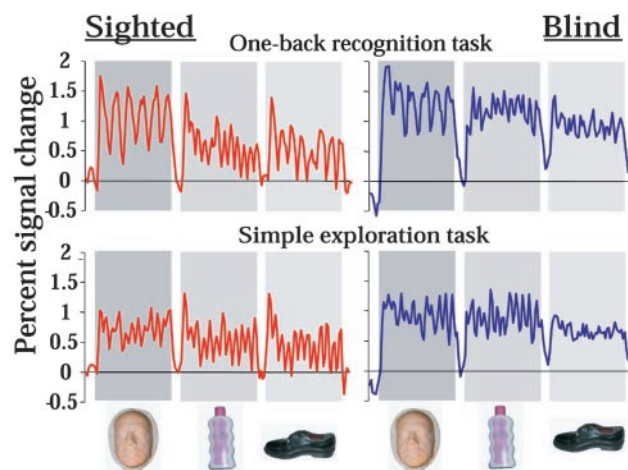 Sighted
Blind
One-back recognition task
Percent signal change
2
1.5
1
0.5
0
-0.5
Simple exploration task
2
1.5
1
0.5
0
-0.5